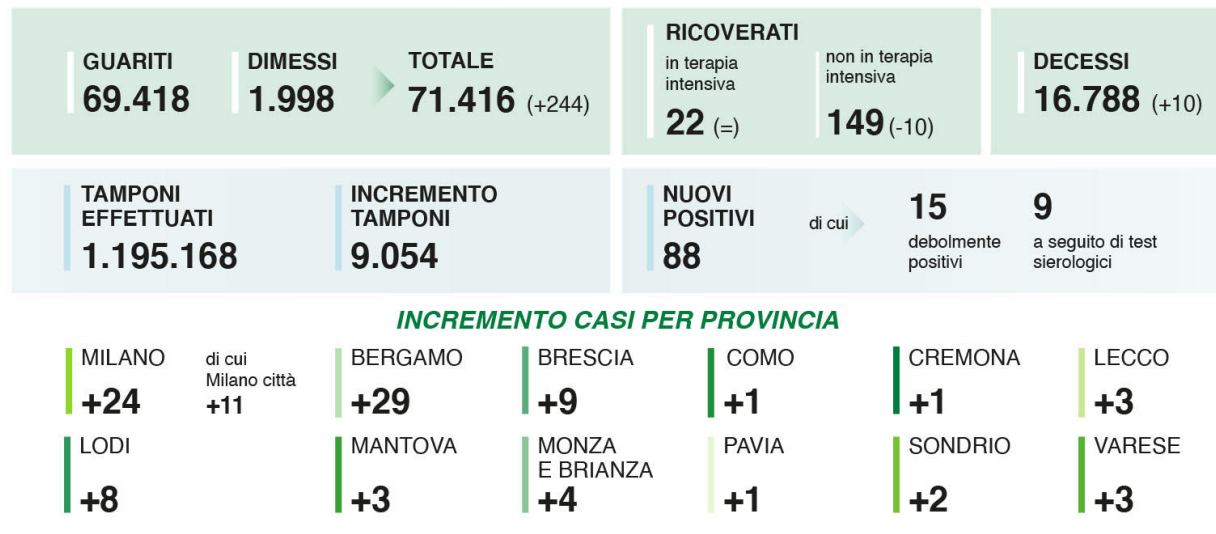 GUARITI
69.418
DIMESSI
1.998
TOTALE
71.416 (+244)
RICOVERATI
in terapia
intensiva
22 (=)
non in terapia
intensiva
149 (-10)
DECESSI
16.788 (+10)
TAMPONI
EFFETTUATI
1.195.168
INCREMENTO
TAMPONI
9.054
NUOVI
POSITIVI
88
di cui
15
debolmente
positivi
9
a seguito di test
sierologici
INCREMENTO CASI PER PROVINCIA
MILANO
+24
di cui
Milano città
+11
BERGAMO
+29
BRESCIA
+9
COMO
+1
CREMONA
+1
LECCO
+3
LODI
+8
MANTOVA
+3
MONZA
E BRIANZA
+4
PAVIA
+1
SONDRIO
+2
VARESE
+3